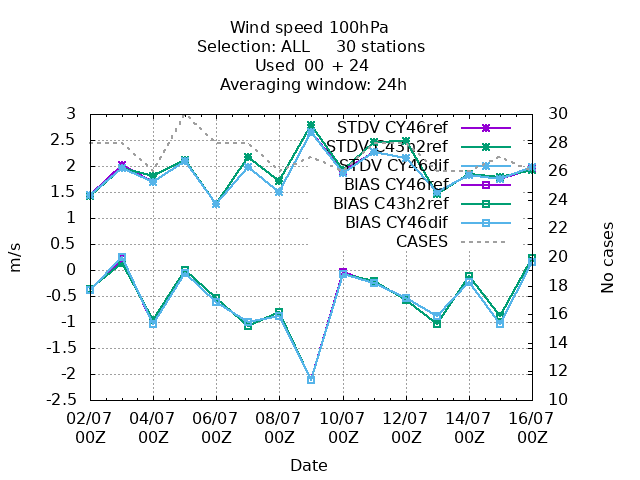 Wind speed 100hPa
Selection: ALL 30 stations
Used 00 + 24
Averaging window: 24h
STDV CY46ref
STDV C43h2ref
STDV CY46dif
BIAS CY46ref
BIAS C43h2ref
BIAS CY46dif
CASES
3
2.5
2
1.5
1
0.5
0
-0.5
-1
-1.5
-2
-2.5
m/s
30
28
26
24
22
20
18
16
14
12
10
No cases
02/07 04/07 06/07 08/07 10/07 12/07 14/07 16/07
00Z 00Z 00Z 00Z 00Z 00Z 00Z 00Z
Date